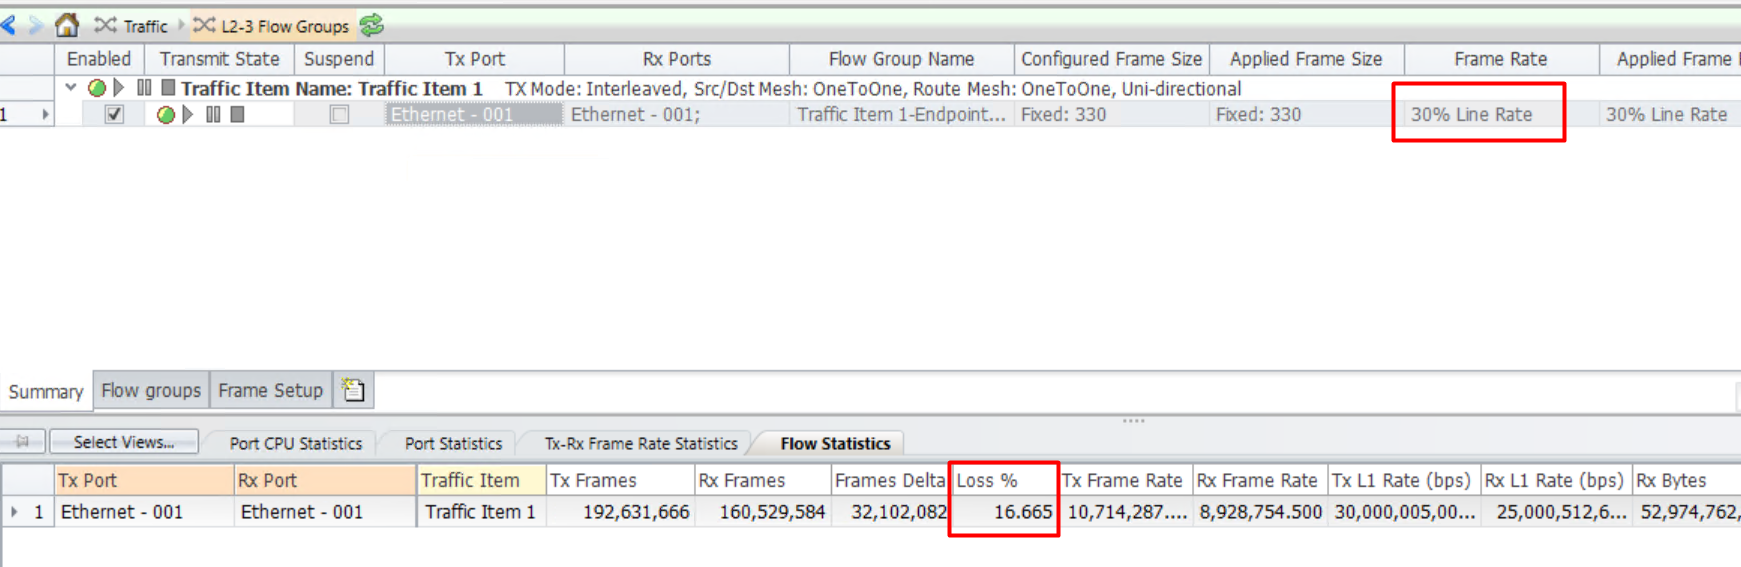 Traffic L2-3 Flow Groups
Enabled Transmit State Suspend Tx Port Rx Ports Flow Group Name Configured Frame Size Applied Frame Size Frame Rate Applied Frame
Traffic Item Name: Traffic Item 1 TX Mode: Interleaved, Src/Dst Mesh: OneToOne, Route Mesh: OneToOne, Uni-directional
1 Ethernet - 001 Ethernet - 001; Traffic Item 1-Endpoint... Fixed: 330 Fixed: 330 30% Line Rate 30% Line Rate
Summary Flow groups Frame Setup
Select Views... Port CPU Statistics Port Statistics Tx-Rx Frame Rate Statistics Flow Statistics
Tx Port Rx Port Traffic Item Tx Frames Rx Frames Frames Delta Loss % Tx Frame Rate Rx Frame Rate Tx L1 Rate (bps) Rx L1 Rate (bps) Rx Bytes
1 Ethernet - 001 Ethernet - 001 Traffic Item 1 192,631,666 160,529,584 32,102,082 16.665 10,714,287.... 8,928,754.500 30,000,005,00... 25,000,512,6... 52,974,762,